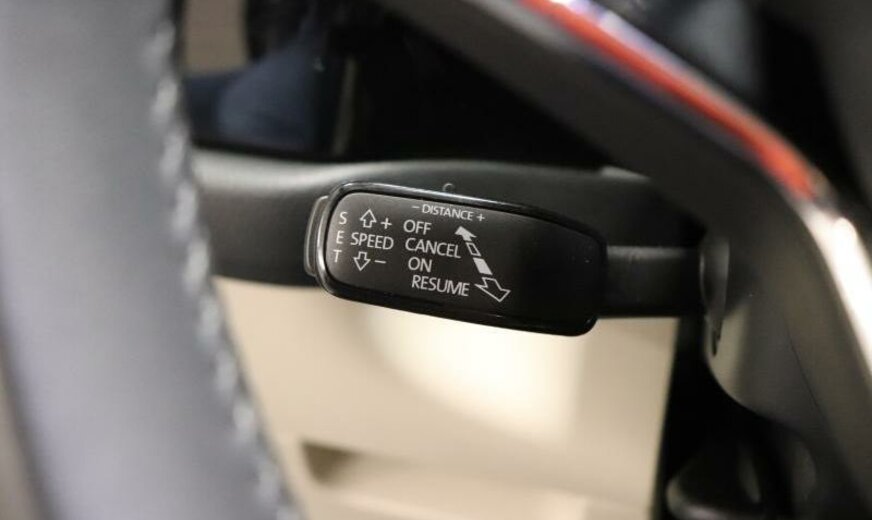 - DISTANCE +
S
E
T
+
SPEED
-
OFF
CANCEL
ON
RESUME